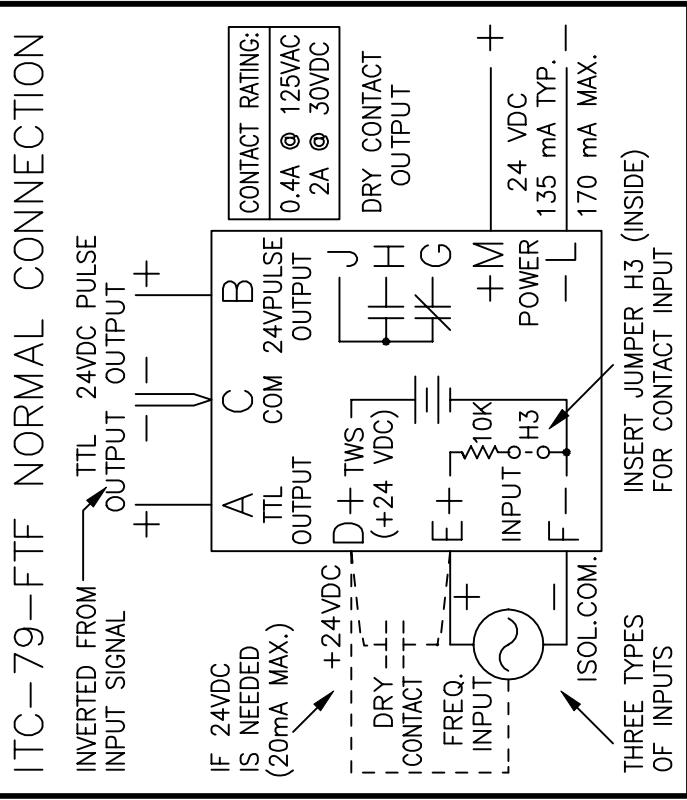 ITC-79-FTF NORMAL CONNECTION
INVERTED FROM
INPUT SIGNAL
TTL
OUTPUT
24VDC PULSE
OUTPUT
+ - - +
CONTACT RATING:
0.4A @ 125VAC
2A @ 30VDC
DRY CONTACT
OUTPUT
A
TTL
OUTPUT
C
COM
B
24VPULSE
OUTPUT
IF 24VDC
IS NEEDED
(20mA MAX.)
+24VDC
DRY
CONTACT
FREQ.
INPUT
+
-
ISOL.COM.
D + TWS
(+24 VDC)
E +
INPUT
F -
10K
H3
J
H
G
+M
POWER
-L
+
24 VDC
135 mA TYP.
-
170 mA MAX.
THREE TYPES
OF INPUTS
INSERT JUMPER H3 (INSIDE)
FOR CONTACT INPUT